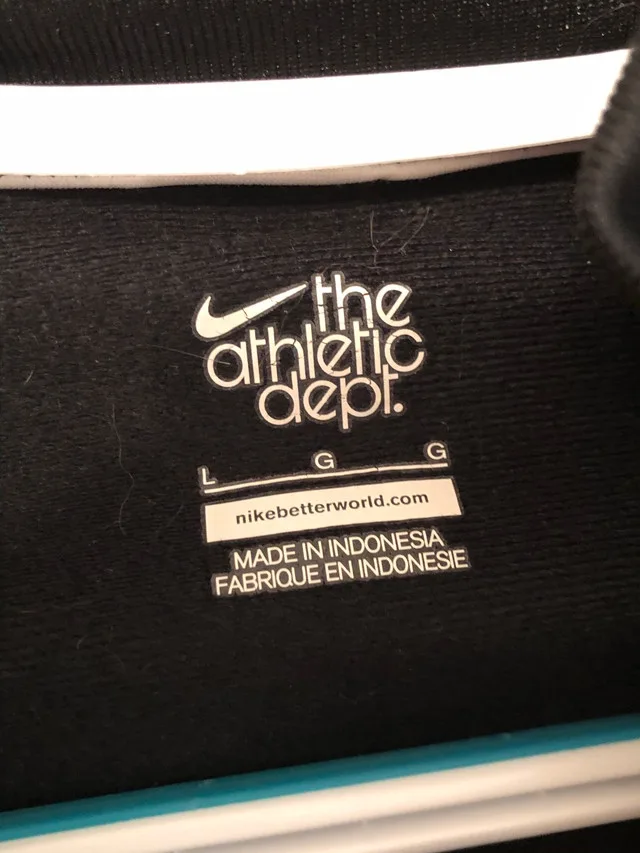 the
athletic
dept.
L G G
nikebetterworld.com
MADE IN INDONESIA
FABRIQUE EN INDONESIE